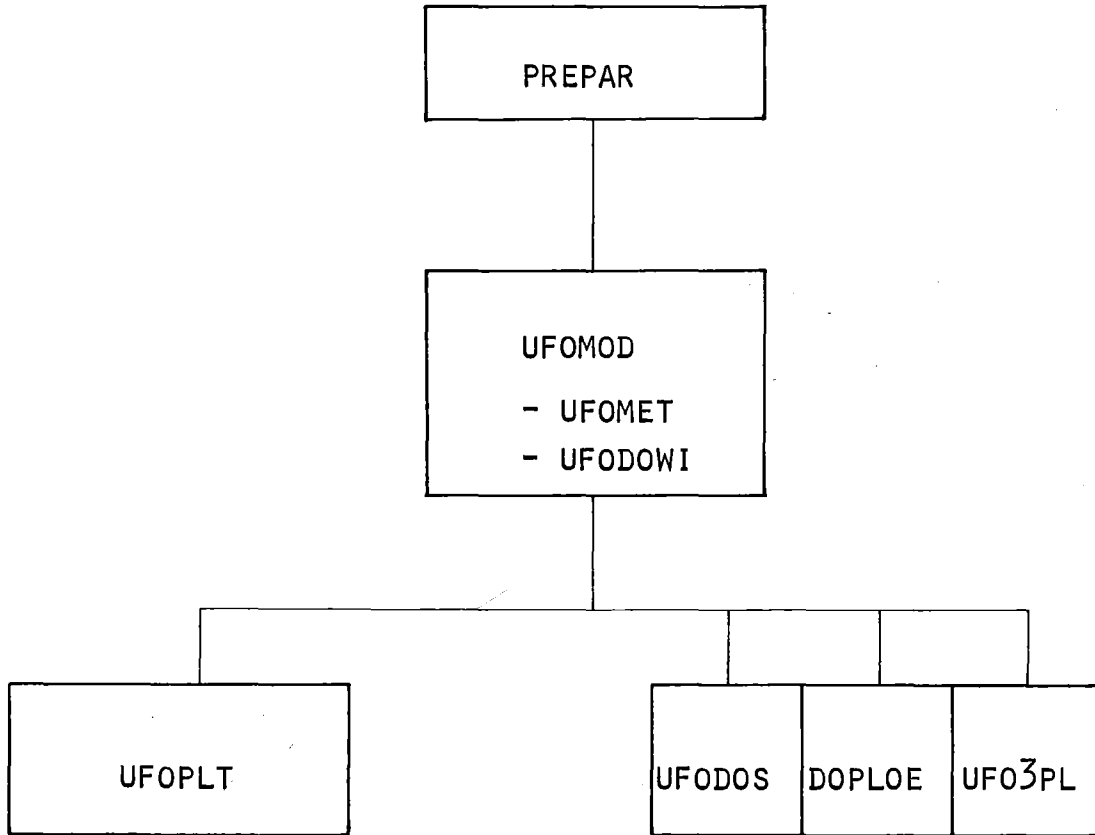 PREPAR
UFOMOD
- UFOMET
- UFODOWI
UFOPLT
UFODOS
DOPLOE
UFO3PL